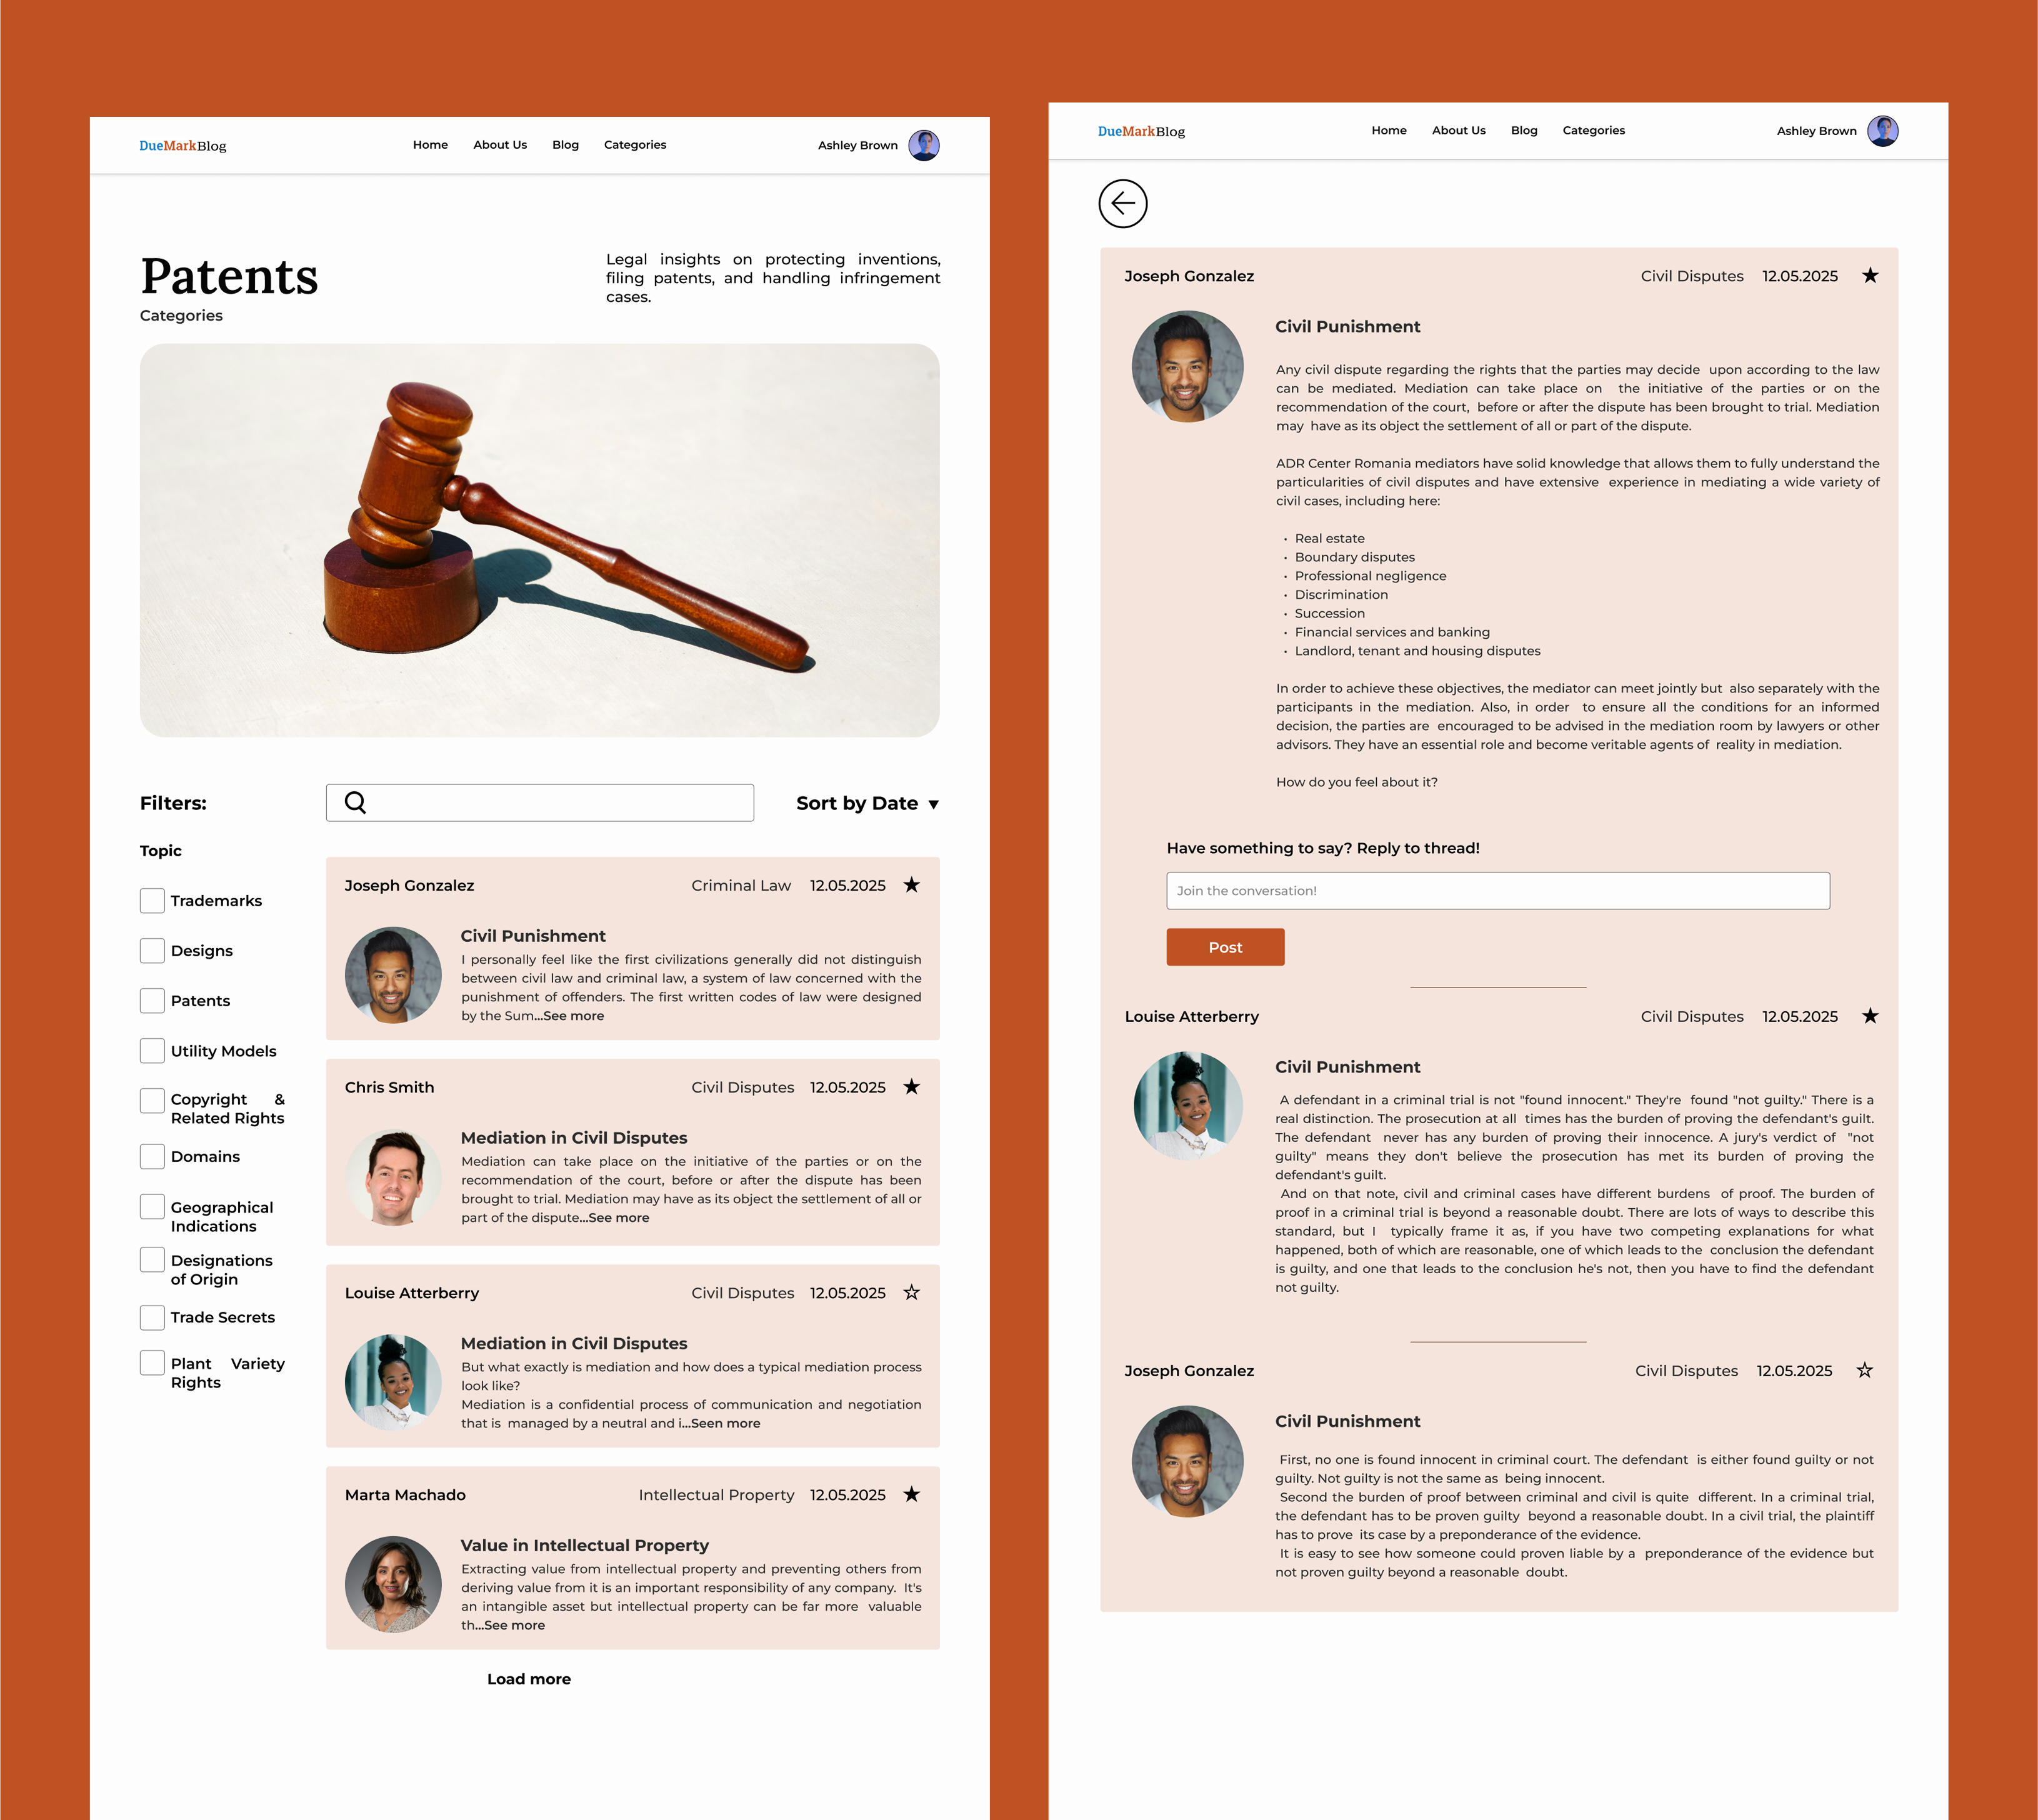 DueMarkBlog
Home About Us Blog Categories
Ashley Brown
Patents
Categories
Legal insights on protecting inventions,
filing patents, and handling infringement
cases.
Filters:
Sort by Date ▼
Topic
Trademarks
Designs
Patents
Utility Models
Copyright &
Related Rights
Domains
Geographical
Indications
Designations
of Origin
Trade Secrets
Plant Variety
Rights
Joseph Gonzalez
Criminal Law 12.05.2025 ★
Civil Punishment
I personally feel like the first civilizations generally did not distinguish
between civil law and criminal law, a system of law concerned with the
punishment of offenders. The first written codes of law were designed
by the Sum...See more
Chris Smith
Civil Disputes 12.05.2025 ★
Mediation in Civil Disputes
Mediation can take place on the initiative of the parties or on the
recommendation of the court, before or after the dispute has been
brought to trial. Mediation may have as its object the settlement of all or
part of the dispute...See more
Louise Atterberry
Civil Disputes 12.05.2025 ☆
Mediation in Civil Disputes
But what exactly is mediation and how does a typical mediation process
look like?
Mediation is a confidential process of communication and negotiation
that is managed by a neutral and i...Seen more
Marta Machado
Intellectual Property 12.05.2025 ★
Value in Intellectual Property
Extracting value from intellectual property and preventing others from
deriving value from it is an important responsibility of any company. It's
an intangible asset but intellectual property can be far more valuable
th...See more
Load more
DueMarkBlog
Home About Us Blog Categories
Ashley Brown
Joseph Gonzalez
Civil Disputes 12.05.2025 ★
Civil Punishment
Any civil dispute regarding the rights that the parties may decide upon according to the law
can be mediated. Mediation can take place on the initiative of the parties or on the
recommendation of the court, before or after the dispute has been brought to trial. Mediation
may have as its object the settlement of all or part of the dispute.
ADR Center Romania mediators have solid knowledge that allows them to fully understand the
particularities of civil disputes and have extensive experience in mediating a wide variety of
civil cases, including here:
• Real estate
• Boundary disputes
• Professional negligence
• Discrimination
• Succession
• Financial services and banking
• Landlord, tenant and housing disputes
In order to achieve these objectives, the mediator can meet jointly but also separately with the
participants in the mediation. Also, in order to ensure all the conditions for an informed
decision, the parties are encouraged to be advised in the mediation room by lawyers or other
advisors. They have an essential role and become veritable agents of reality in mediation.
How do you feel about it?
Have something to say? Reply to thread!
Join the conversation!
Post
Louise Atterberry
Civil Disputes 12.05.2025 ★
Civil Punishment
A defendant in a criminal trial is not "found innocent." They're found "not guilty." There is a
real distinction. The prosecution at all times has the burden of proving the defendant's guilt.
The defendant never has any burden of proving their innocence. A jury's verdict of "not
guilty" means they don't believe the prosecution has met its burden of proving the
defendant's guilt.
And on that note, civil and criminal cases have different burdens of proof. The burden of
proof in a criminal trial is beyond a reasonable doubt. There are lots of ways to describe this
standard, but I typically frame it as, if you have two competing explanations for what
happened, both of which are reasonable, one of which leads to the conclusion the defendant
is guilty, and one that leads to the conclusion he's not, then you have to find the defendant
not guilty.
Joseph Gonzalez
Civil Disputes 12.05.2025 ☆
Civil Punishment
First, no one is found innocent in criminal court. The defendant is either found guilty or not
guilty. Not guilty is not the same as being innocent.
Second the burden of proof between criminal and civil is quite different. In a criminal trial,
the defendant has to be proven guilty beyond a reasonable doubt. In a civil trial, the plaintiff
has to prove its case by a preponderance of the evidence.
It is easy to see how someone could proven liable by a preponderance of the evidence but
not proven guilty beyond a reasonable doubt.